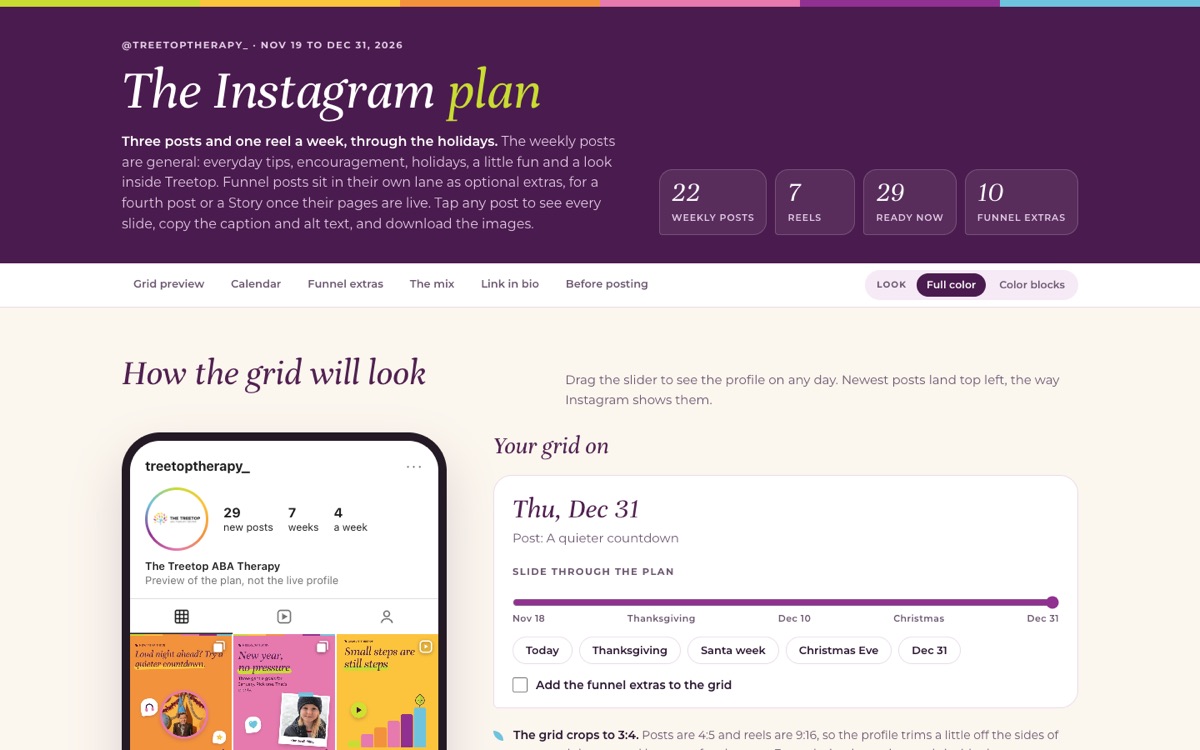 @TREETOPTHERAPY_ · NOV 19 TO DEC 31, 2026
The Instagram plan
Three posts and one reel a week, through the holidays. The weekly posts
are general: everyday tips, encouragement, holidays, a little fun and a look
inside Treetop. Funnel posts sit in their own lane as optional extras, for a
fourth post or a Story once their pages are live. Tap any post to see every
slide, copy the caption and alt text, and download the images.
22
WEEKLY POSTS
7
REELS
29
READY NOW
10
FUNNEL EXTRAS
Grid preview
Calendar
Funnel extras
The mix
Link in bio
Before posting
LOOK
Full color
Color blocks
How the grid will look
Drag the slider to see the profile on any day. Newest posts land top left, the way
Instagram shows them.
treetoptherapy_
THE TREETOP
29
new posts
7
weeks
4
a week
The Treetop ABA Therapy
Preview of the plan, not the live profile
Loud night ahead? Try a
quieter countdown.
New year,
no pressure
Small steps are
still steps
Your grid on
Thu, Dec 31
Post: A quieter countdown
SLIDE THROUGH THE PLAN
Nov 18
Thanksgiving
Dec 10
Christmas
Dec 31
Today
Thanksgiving
Santa week
Christmas Eve
Dec 31
Add the funnel extras to the grid
The grid crops to 3:4. Posts are 4:5 and reels are 9:16, so the profile trims a little off the sides of